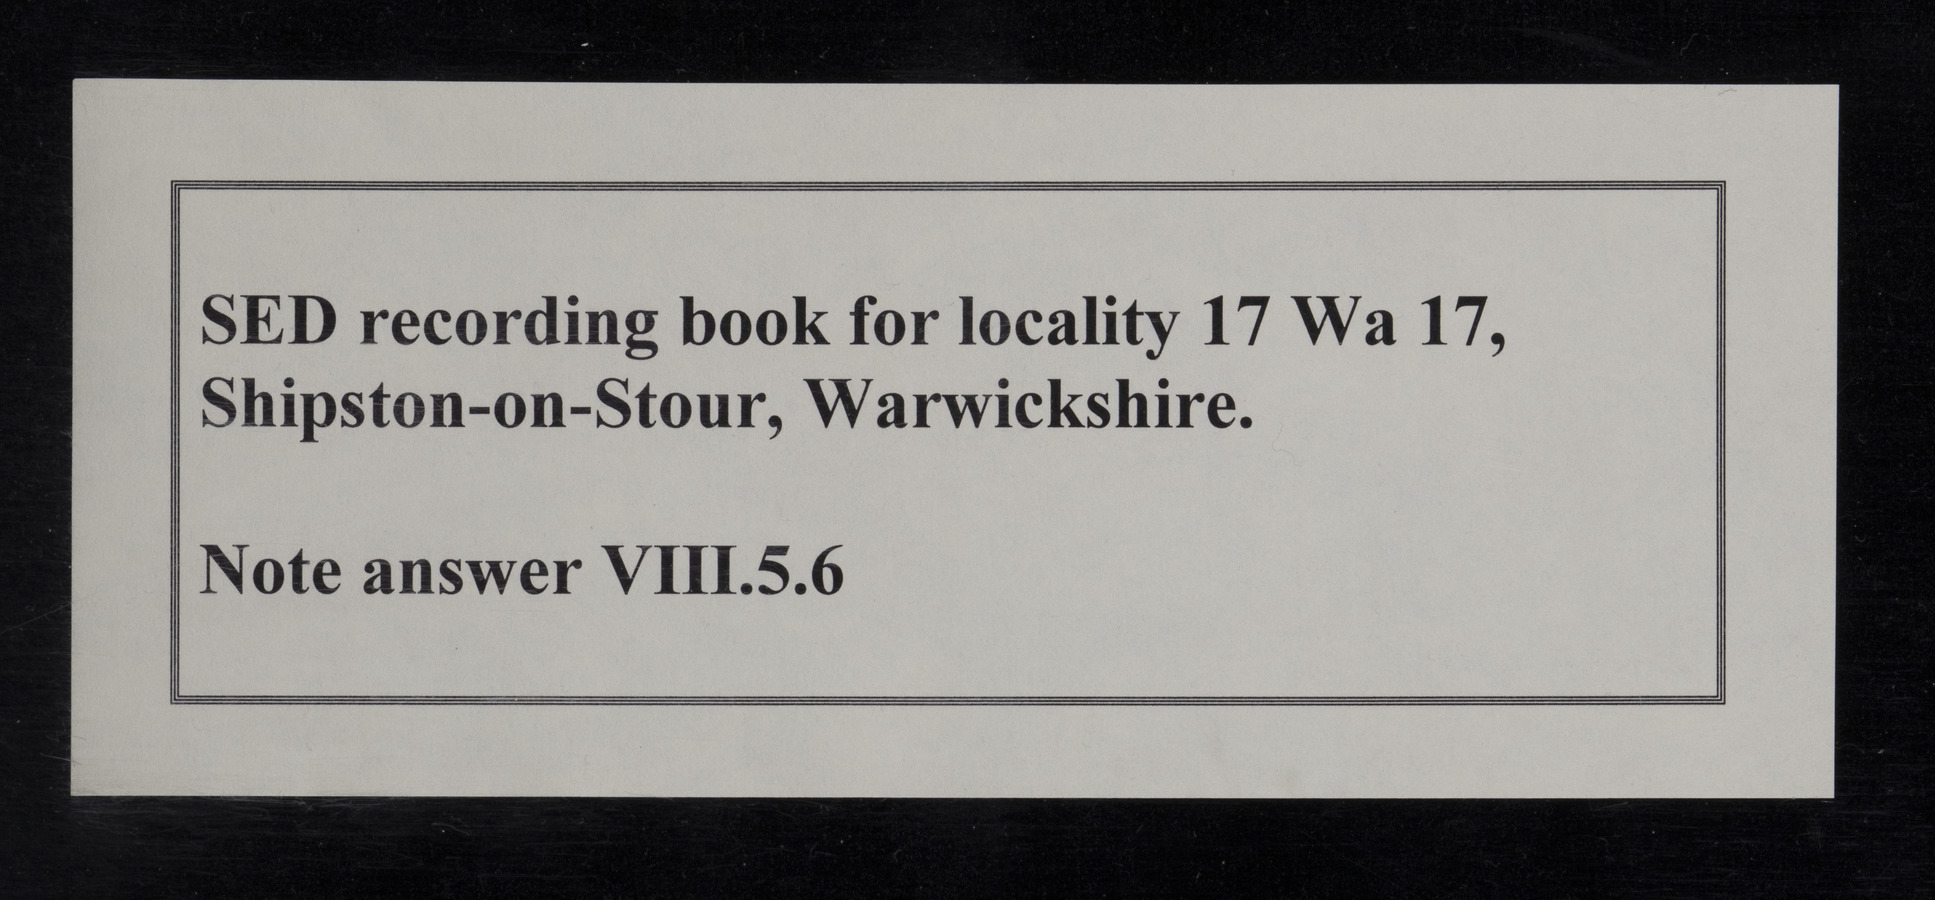 SED recording book for locality 17 Wa 17,
Shipston-on-Stour, Warwickshire.
Note answer VIII.5.6